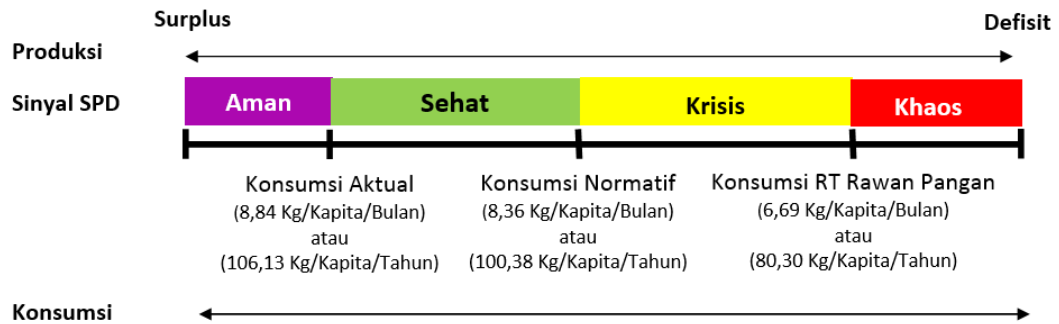 Surplus
Defisit
Produksi
Sinyal SPD
Aman
Sehat
Krisis
Khaos
Konsumsi Aktual
(8,84 Kg/Kapita/Bulan)
atau
(106,13 Kg/Kapita/Tahun)
Konsumsi Normatif
(8,36 Kg/Kapita/Bulan)
atau
(100,38 Kg/Kapita/Tahun)
Konsumsi RT Rawan Pangan
(6,69 Kg/Kapita/Bulan)
atau
(80,30 Kg/Kapita/Tahun)
Konsumsi